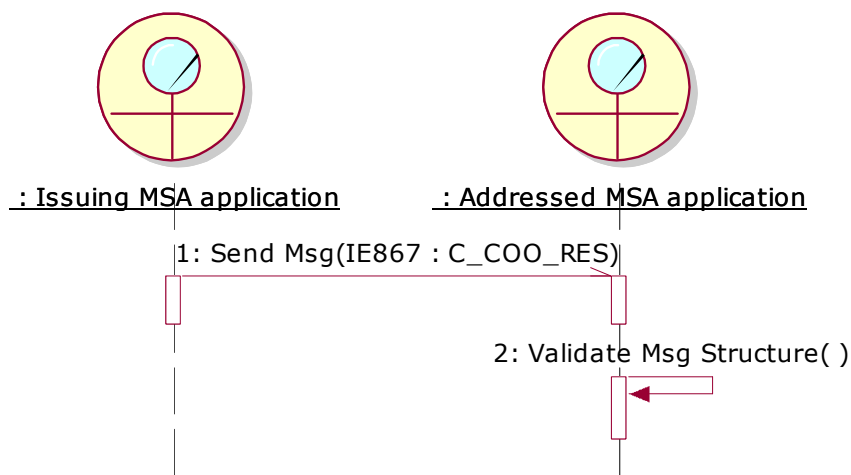 : Issuing MSA application
: Addressed MSA application
1: Send Msg(IE867 : C_COO_RES)
2: Validate Msg Structure( )